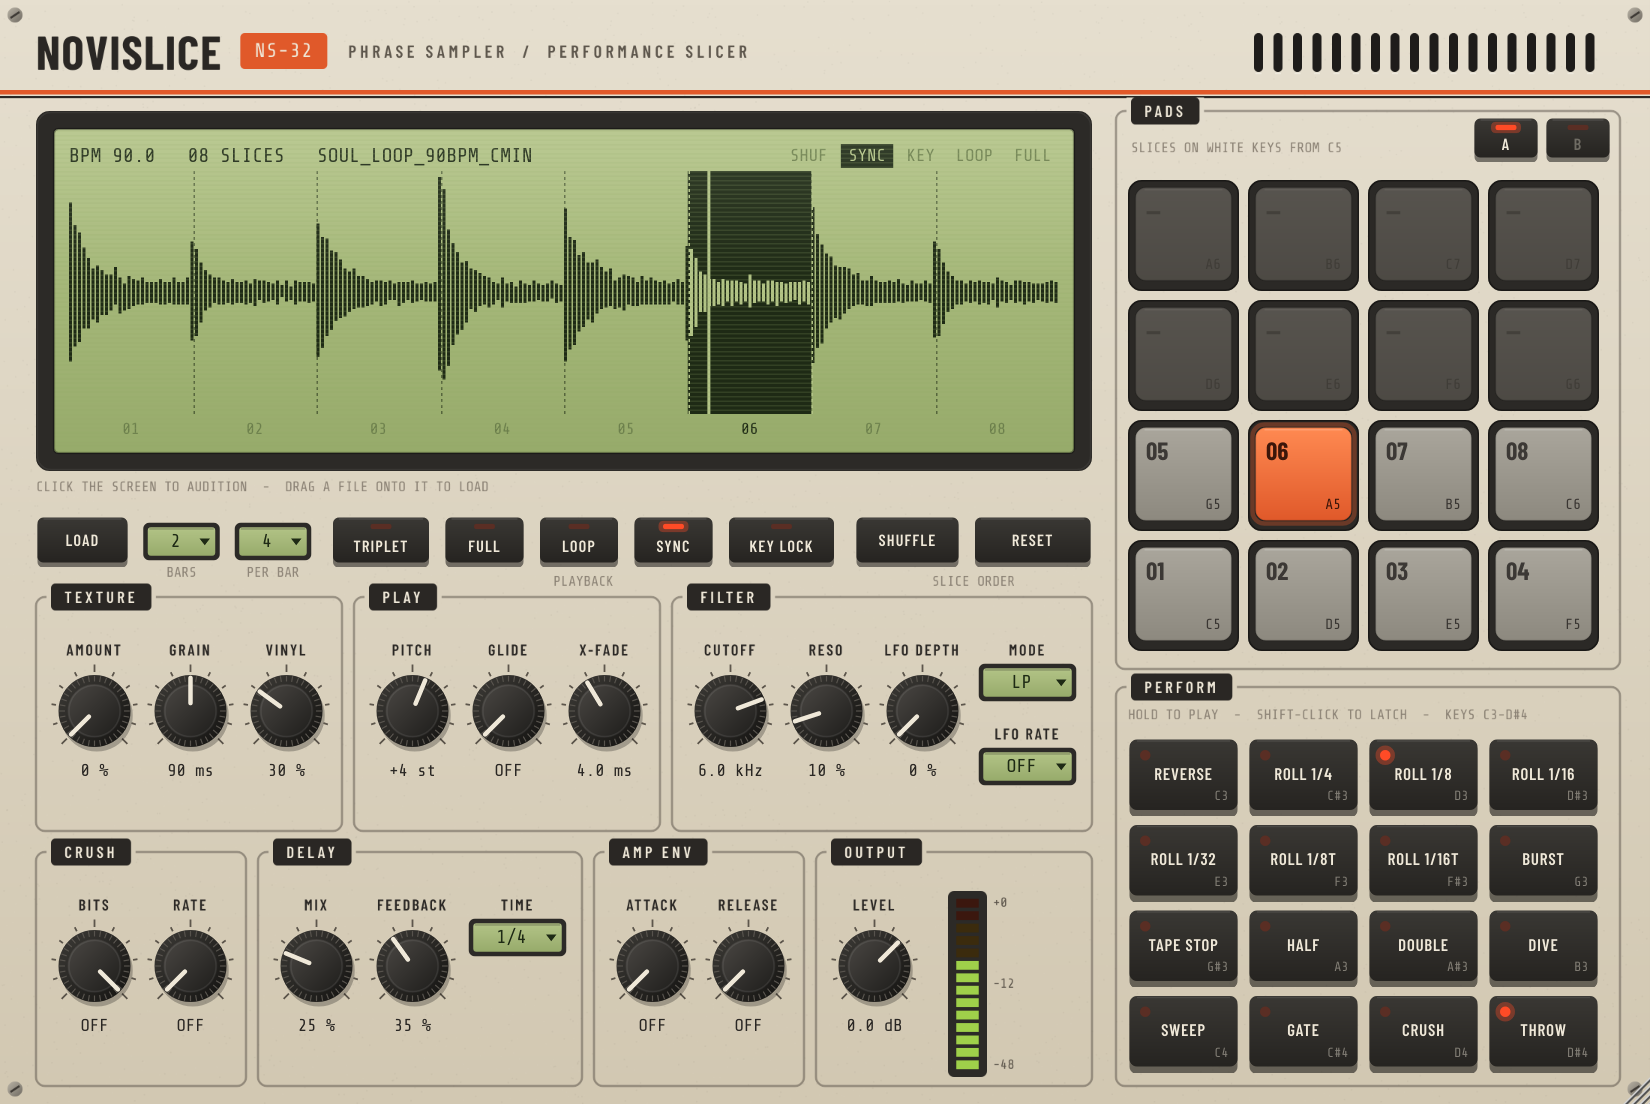 NOVISLICE NS-32 PHRASE SAMPLER / PERFORMANCE SLICER
BPM 90.0 08 SLICES SOUL_LOOP_90BPM_CMIN SHUF SYNC KEY LOOP FULL
01 02 03 04 05 06 07 08
CLICK THE SCREEN TO AUDITION - DRAG A FILE ONTO IT TO LOAD
LOAD 2 4 TRIPLET FULL LOOP SYNC KEY LOCK SHUFFLE RESET
BARS PER BAR PLAYBACK SLICE ORDER
TEXTURE
AMOUNT GRAIN VINYL
0 % 90 ms 30 %
PLAY
PITCH GLIDE X-FADE
+4 st OFF 4.0 ms
FILTER
CUTOFF RESO LFO DEPTH MODE
LP
LFO RATE
OFF
6.0 kHz 10 % 0 %
CRUSH
BITS RATE
OFF OFF
DELAY
MIX FEEDBACK TIME
1/4
25 % 35 %
AMP ENV
ATTACK RELEASE
OFF OFF
OUTPUT
LEVEL
0.0 dB
+0
-12
-48
PADS
SLICES ON WHITE KEYS FROM C5 A B
— — — —
A6 B6 C7 D7
— — — —
D6 E6 F6 G6
05 06 07 08
G5 A5 B5 C6
01 02 03 04
C5 D5 E5 F5
PERFORM
HOLD TO PLAY - SHIFT-CLICK TO LATCH - KEYS C3-D#4
REVERSE ROLL 1/4 ROLL 1/8 ROLL 1/16
C3 C#3 D3 D#3
ROLL 1/32 ROLL 1/8T ROLL 1/16T BURST
E3 F3 F#3 G3
TAPE STOP HALF DOUBLE DIVE
G#3 A3 A#3 B3
SWEEP GATE CRUSH THROW
C4 C#4 D4 D#4